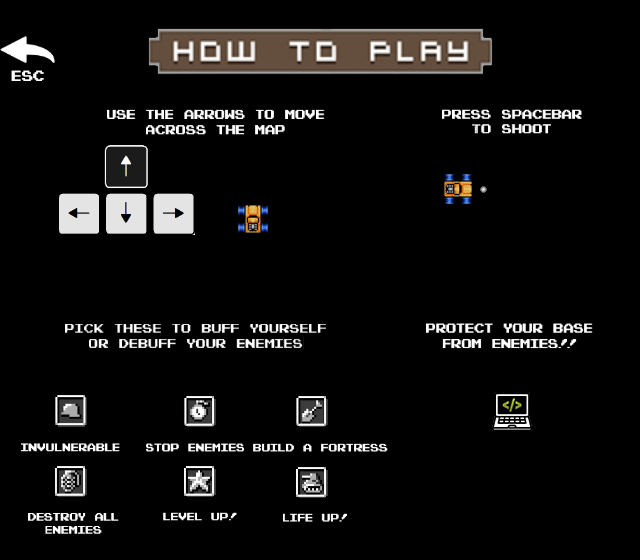 HOW TO PLAY
ESC
USE THE ARROWS TO MOVE
ACROSS THE MAP
PRESS SPACEBAR
TO SHOOT
PICK THESE TO BUFF YOURSELF
OR DEBUFF YOUR ENEMIES
PROTECT YOUR BASE
FROM ENEMIES!!
</>
INVULNERABLE
STOP ENEMIES
BUILD A FORTRESS
DESTROY ALL
ENEMIES
LEVEL UP!
LIFE UP!